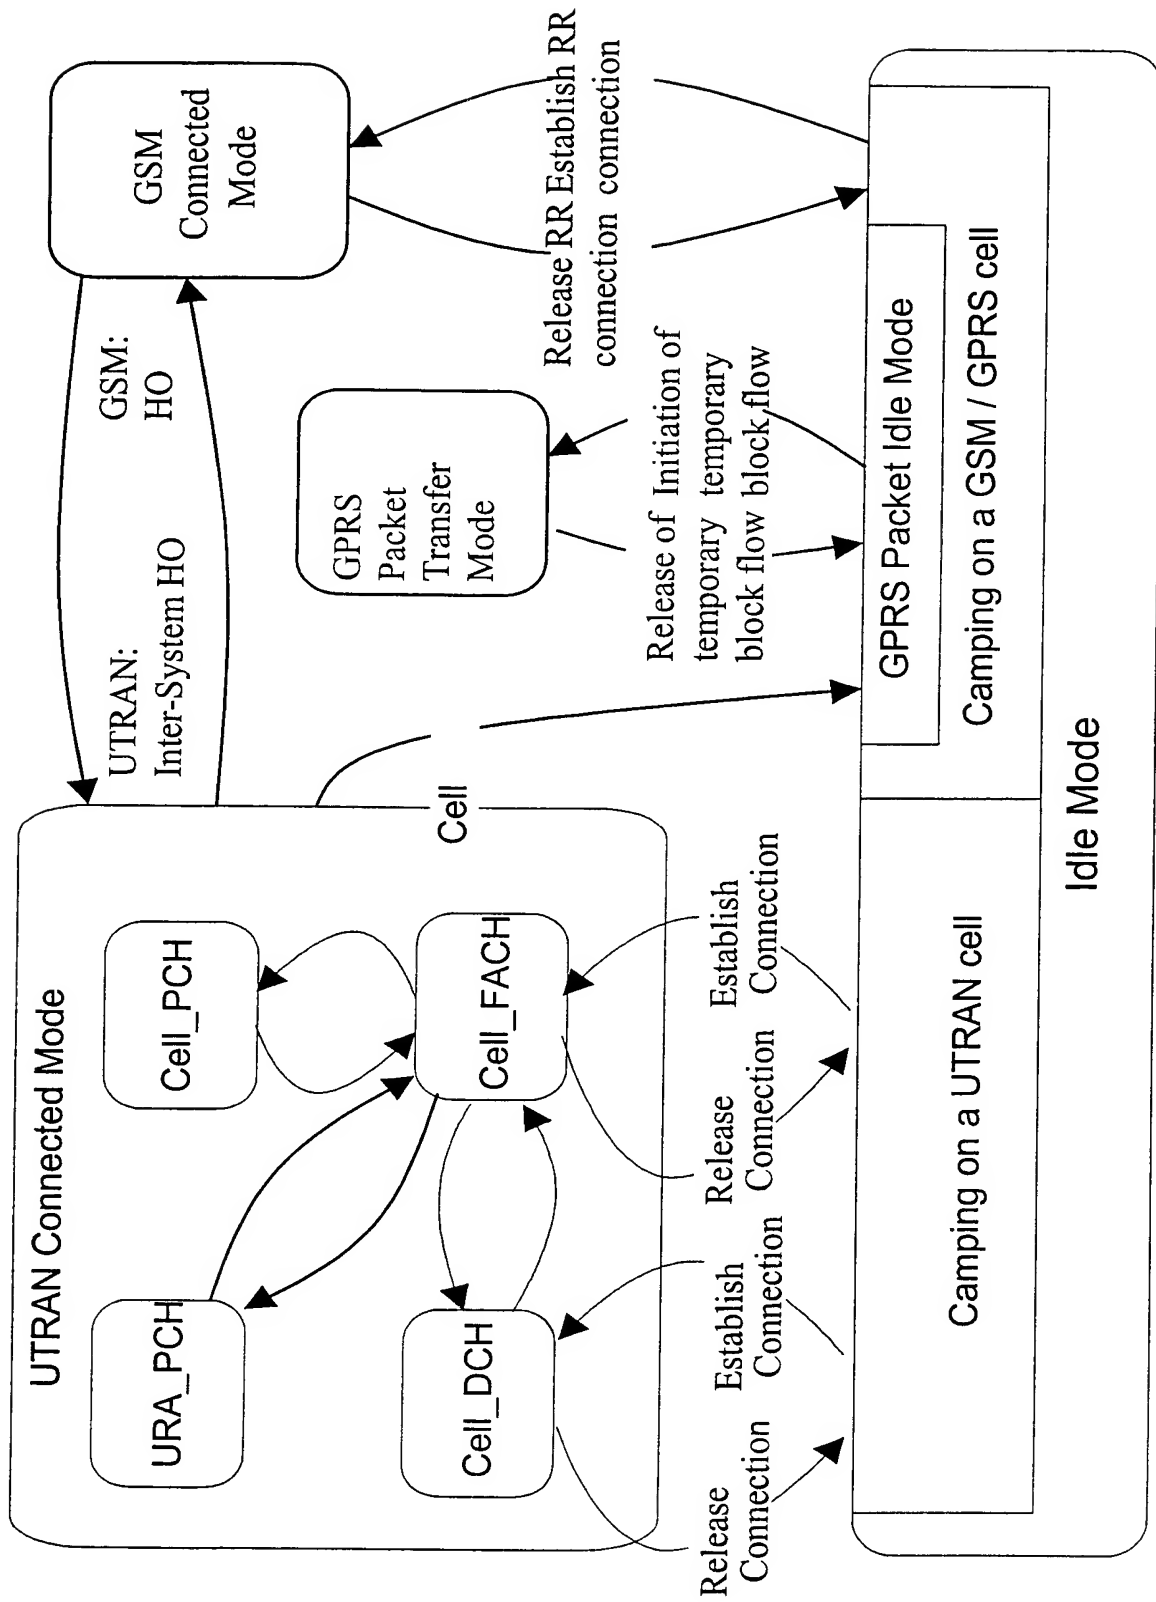 UTRAN Connected Mode
URA_PCH
Cell_PCH
Cell_DCH
Cell_FACH
Cell
UTRAN:
Inter-System HO
GSM:
HO
GSM
Connected
Mode
GPRS
Packet
Transfer
Mode
Release
Connection
Establish
Connection
Release
Connection
Establish
Connection
Release of Initiation of
temporary temporary
block flow block flow
Release RR Establish RR
connection connection
GPRS Packet Idle Mode
Camping on a UTRAN cell
Camping on a GSM / GPRS cell
Idle Mode